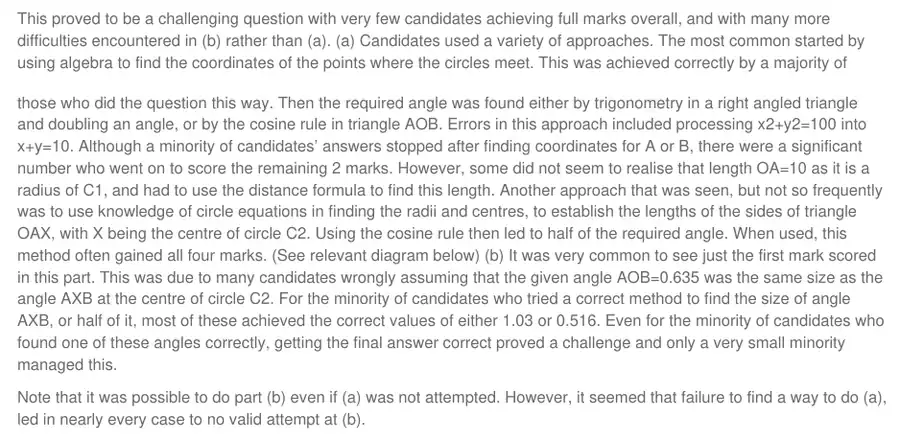 This proved to be a challenging question with very few candidates achieving full marks overall, and with many more
difficulties encountered in (b) rather than (a). (a) Candidates used a variety of approaches. The most common started by
using algebra to find the coordinates of the points where the circles meet. This was achieved correctly by a majority of
those who did the question this way. Then the required angle was found either by trigonometry in a right angled triangle
and doubling an angle, or by the cosine rule in triangle AOB. Errors in this approach included processing x2+y2=100 into
x+y=10. Although a minority of candidates’ answers stopped after finding coordinates for A or B, there were a significant
number who went on to score the remaining 2 marks. However, some did not seem to realise that length OA=10 as it is a
radius of C1, and had to use the distance formula to find this length. Another approach that was seen, but not so frequently
was to use knowledge of circle equations in finding the radii and centres, to establish the lengths of the sides of triangle
OAX, with X being the centre of circle C2. Using the cosine rule then led to half of the required angle. When used, this
method often gained all four marks. (See relevant diagram below) (b) It was very common to see just the first mark scored
in this part. This was due to many candidates wrongly assuming that the given angle AOB=0.635 was the same size as the
angle AXB at the centre of circle C2. For the minority of candidates who tried a correct method to find the size of angle
AXB, or half of it, most of these achieved the correct values of either 1.03 or 0.516. Even for the minority of candidates who
found one of these angles correctly, getting the final answer correct proved a challenge and only a very small minority
managed this.
Note that it was possible to do part (b) even if (a) was not attempted. However, it seemed that failure to find a way to do (a),
led in nearly every case to no valid attempt at (b).